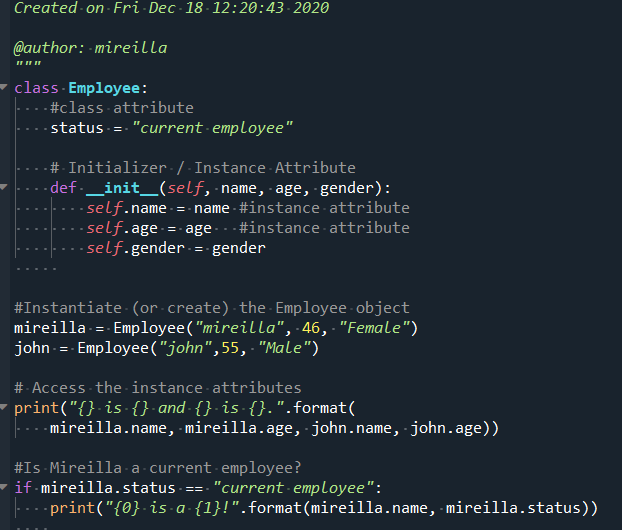 Created on Fri Dec 18 12:20:43 2020
@author: mireilla
"""
class Employee:
    #class attribute
    status = "current employee"
    # Initializer / Instance Attribute
    def __init__(self, name, age, gender):
        self.name = name #instance attribute
        self.age = age   #instance attribute
        self.gender = gender
#Instantiate (or create) the Employee object
mireilla = Employee("mireilla", 46, "Female")
john = Employee("john",55, "Male")
# Access the instance attributes
print("{} is {} and {} is {}.".format(
    mireilla.name, mireilla.age, john.name, john.age))
#Is Mireilla a current employee?
if mireilla.status == "current employee":
    print("{0} is a {1}!".format(mireilla.name, mireilla.status))